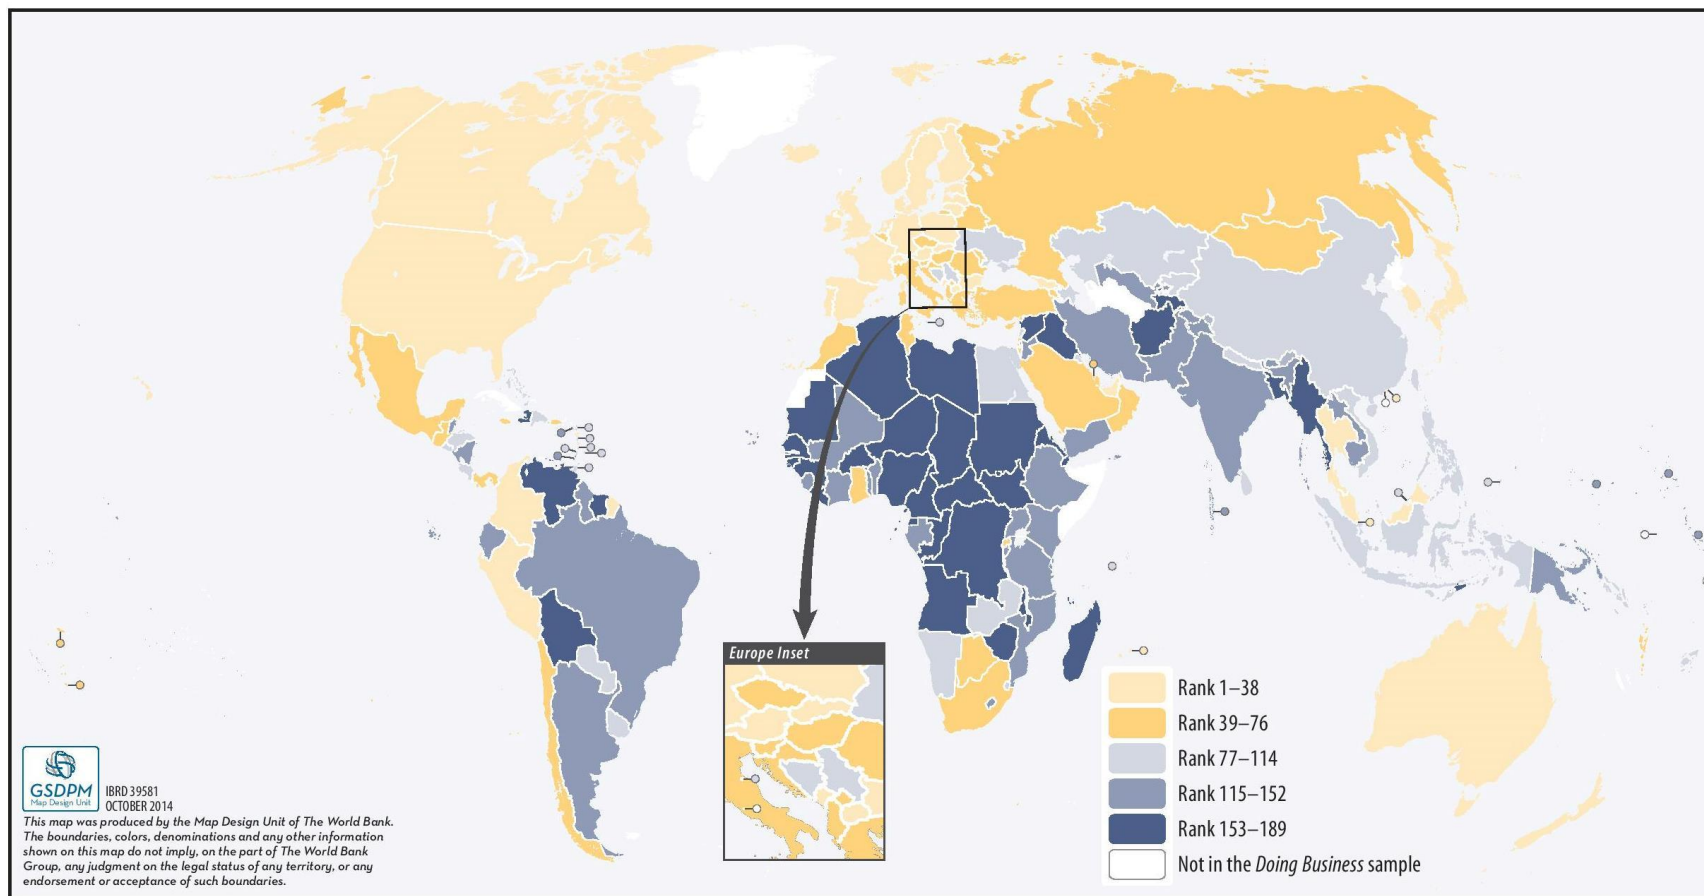 Europe Inset
Rank 1–38
Rank 39–76
Rank 77–114
Rank 115–152
Rank 153–189
Not in the Doing Business sample
GSDPM
Map Design Unit
IBRD 39581
OCTOBER 2014
This map was produced by the Map Design Unit of The World Bank.
The boundaries, colors, denominations and any other information
shown on this map do not imply, on the part of The World Bank
Group, any judgment on the legal status of any territory, or any
endorsement or acceptance of such boundaries.